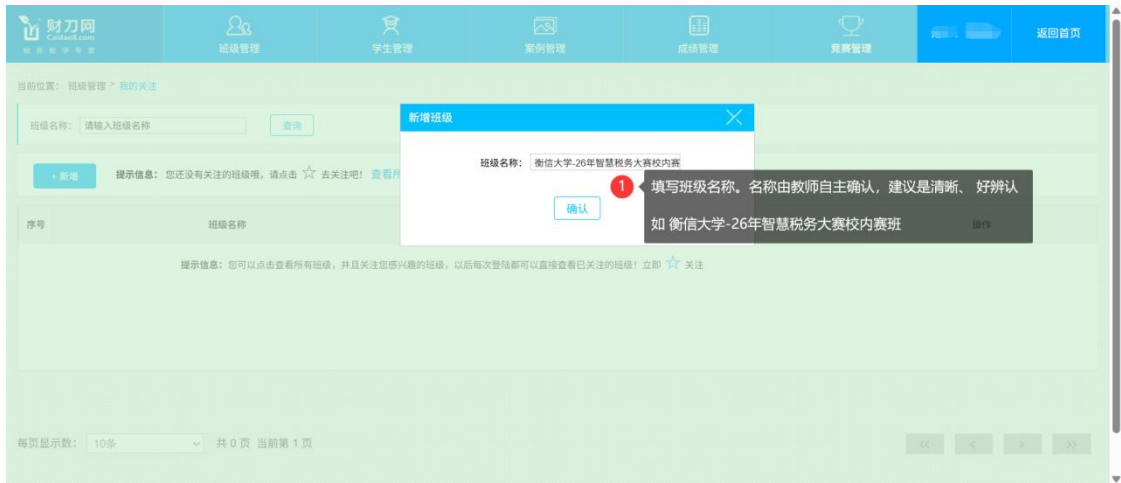 财刀网
Caidao8.com
班级管理
学生管理
案例管理
成绩管理
竞赛管理
返回首页
当前位置： 班级管理 > 我的关注
班级名称： 请输入班级名称 查询
+ 新增 提示信息： 您还没有关注的班级哦，请点击 ☆ 去关注吧！ 查看所
序号 班级名称 操作
提示信息：您可以点击查看所有班级，并且关注您感兴趣的班级，以后每次登陆都可以直接查看已关注的班级！立即 ☆ 关注
新增班级
班级名称： 衡信大学-26年智慧税务大赛校内赛
确认
1 填写班级名称。名称由教师自主确认，建议是清晰、 好辨认
如 衡信大学-26年智慧税务大赛校内赛班
每页显示数： 10条 共 0 页 当前第 1 页 << < > >>